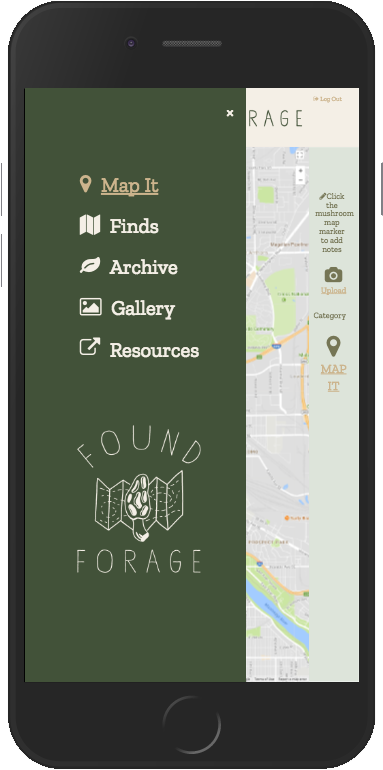 ×
Log Out
RAGE
Map It
Finds
Archive
Gallery
Resources
FOUND
FORAGE
Click
the
mushroom
map
marker
to add
notes
Upload
Category
MAP
IT